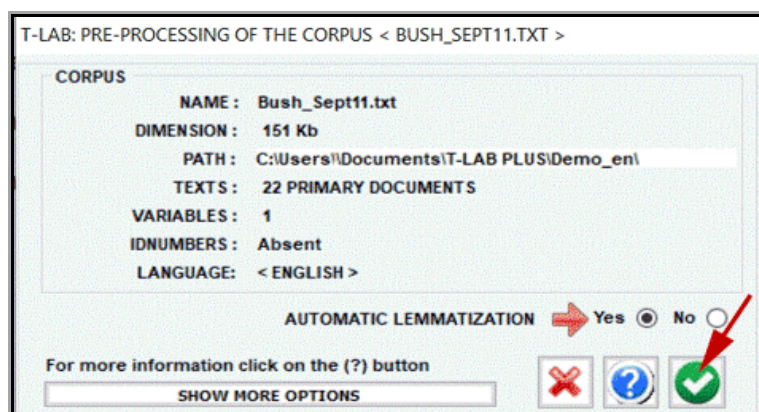 T-LAB: PRE-PROCESSING OF THE CORPUS < BUSH_SEPT11.TXT >
CORPUS
NAME : Bush_Sept11.txt
DIMENSION : 151 Kb
PATH : C:\Users\\Documents\T-LAB PLUS\Demo_en\
TEXTS : 22 PRIMARY DOCUMENTS
VARIABLES : 1
IDNUMBERS : Absent
LANGUAGE: < ENGLISH >
AUTOMATIC LEMMATIZATION Yes No
For more information click on the (?) button
SHOW MORE OPTIONS
?